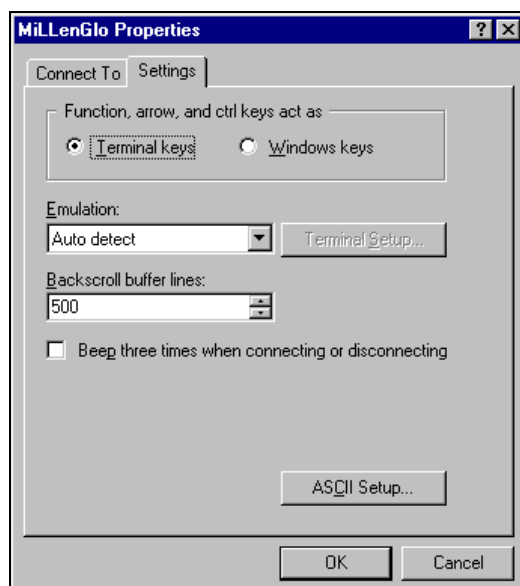 MiLLenGlo Properties
Connect To Settings
Function, arrow, and ctrl keys act as
Terminal keys Windows keys
Emulation:
Auto detect Terminal Setup...
Backscroll buffer lines:
500
Beep three times when connecting or disconnecting
ASCII Setup...
OK Cancel